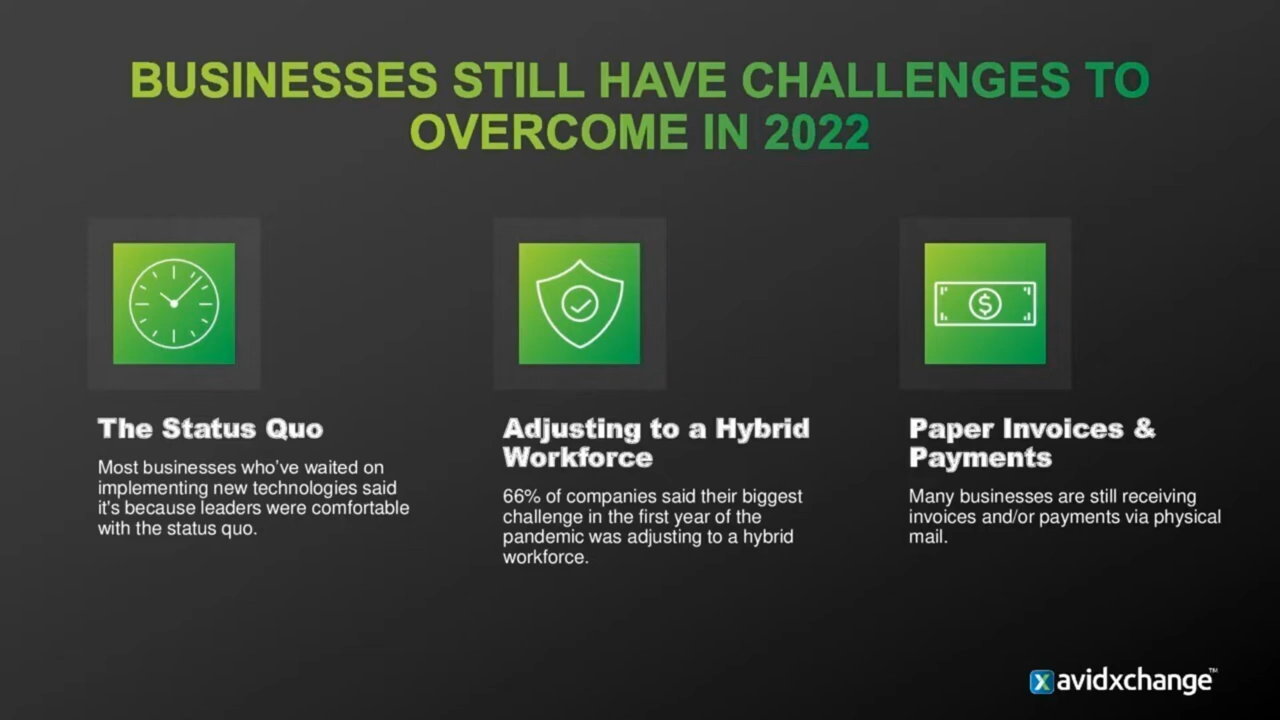 BUSINESSES STILL HAVE CHALLENGES TO
OVERCOME IN 2022
The Status Quo
Most businesses who've waited on
implementing new technologies said
it's because leaders were comfortable
with the status quo.
Adjusting to a Hybrid
Workforce
66% of companies said their biggest
challenge in the first year of the
pandemic was adjusting to a hybrid
workforce.
Paper Invoices &
Payments
Many businesses are still receiving
invoices and/or payments via physical
mail.
avidxchange™